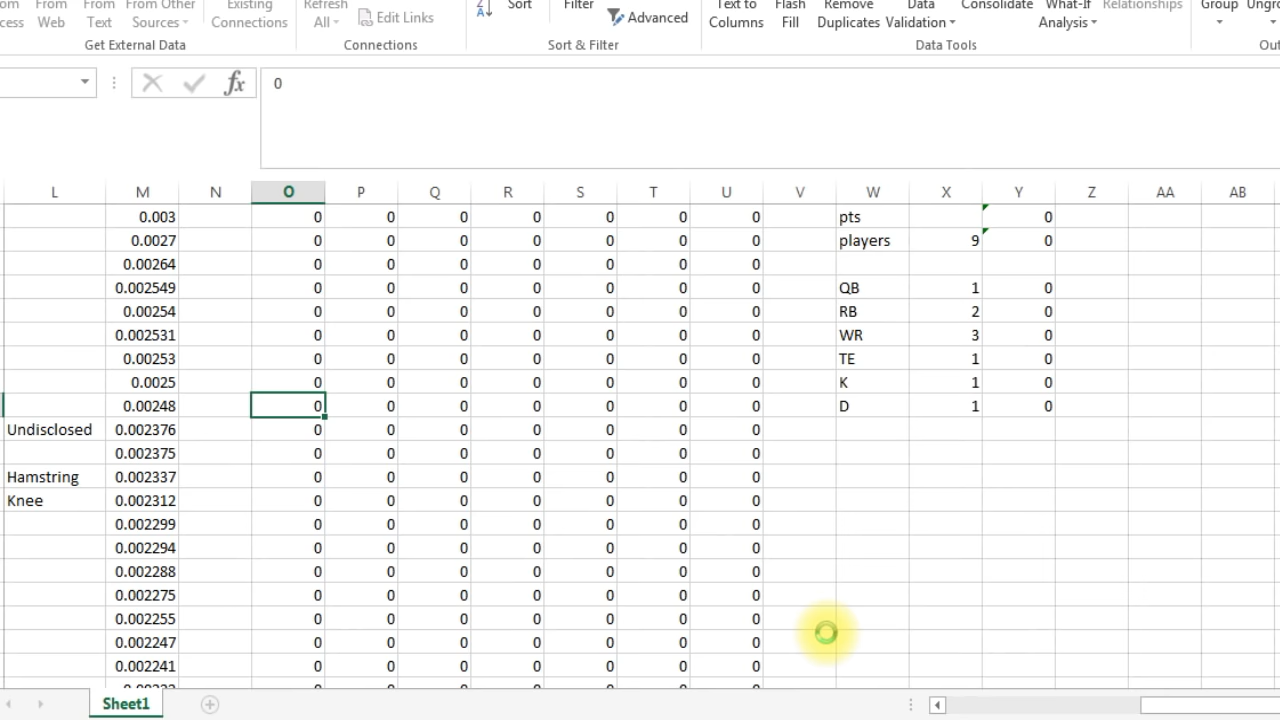 om From From From Other Existing Refresh Sort Filter Text to Flash Remove Data Consolidate What-If Relationships Group Ungro
cess Web Text Sources Connections All Edit Links Advanced Columns Fill Duplicates Validation Analysis
Get External Data Connections Sort & Filter Data Tools Out
fx 0
L M N O P Q R S T U V W X Y Z AA AB
0.003 0 0 0 0 0 0 0 pts 0
0.0027 0 0 0 0 0 0 0 players 9 0
0.00264 0 0 0 0 0 0 0
0.002549 0 0 0 0 0 0 0 QB 1 0
0.00254 0 0 0 0 0 0 0 RB 2 0
0.002531 0 0 0 0 0 0 0 WR 3 0
0.00253 0 0 0 0 0 0 0 TE 1 0
0.0025 0 0 0 0 0 0 0 K 1 0
0.00248 0 0 0 0 0 0 0 D 1 0
Undisclosed 0.002376 0 0 0 0 0 0 0
0.002375 0 0 0 0 0 0 0
Hamstring 0.002337 0 0 0 0 0 0 0
Knee 0.002312 0 0 0 0 0 0 0
0.002299 0 0 0 0 0 0 0
0.002294 0 0 0 0 0 0 0
0.002288 0 0 0 0 0 0 0
0.002275 0 0 0 0 0 0 0
0.002255 0 0 0 0 0 0 0
0.002247 0 0 0 0 0 0 0
0.002241 0 0 0 0 0 0 0
Sheet1